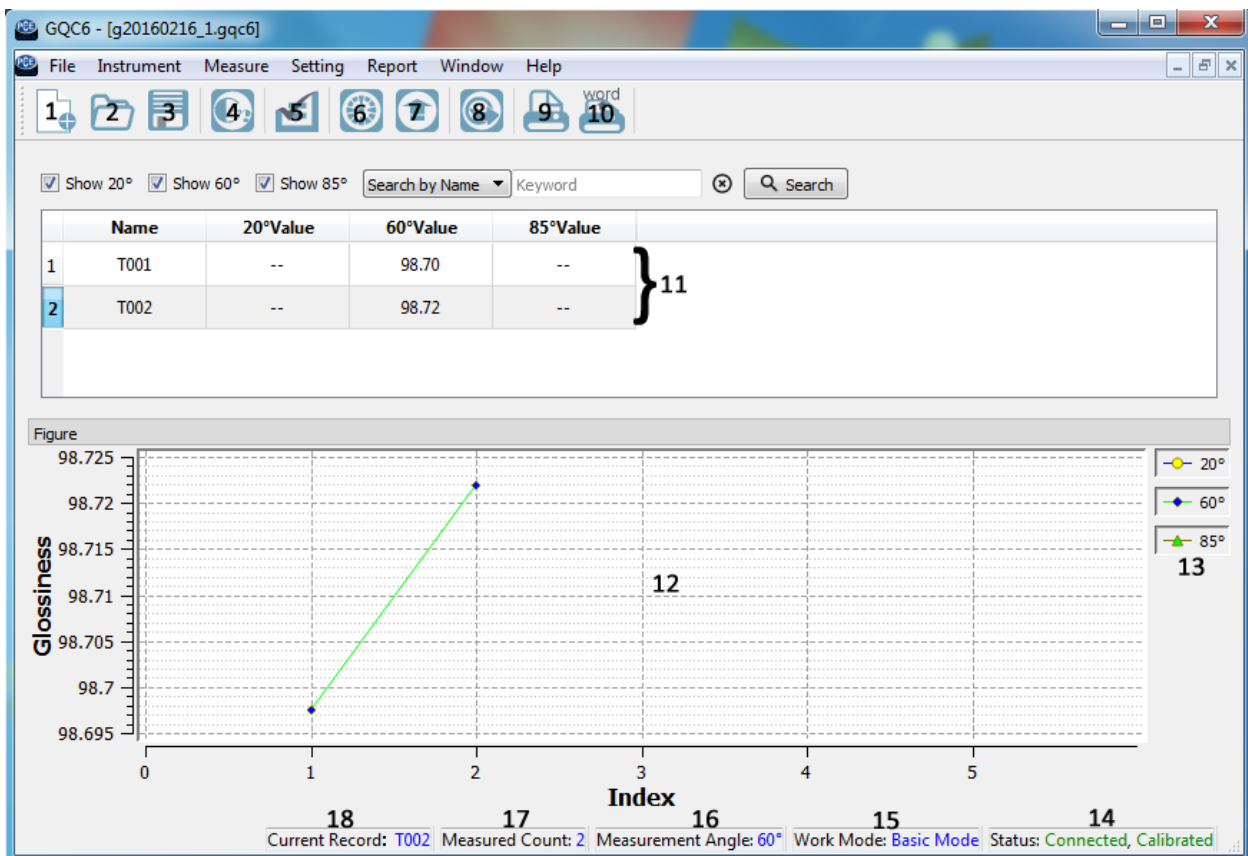 PCE GQC6 - [g20160216_1.gqc6]
PCE File Instrument Measure Setting Report Window Help
word
1 2 3 4 5 6 7 8 9 10
Show 20° Show 60° Show 85° Search by Name Keyword Search
Name 20°Value 60°Value 85°Value
1 T001 -- 98.70 --
2 T002 -- 98.72 --
} 11
Figure
98.725
98.72
98.715
98.71
98.705
98.7
98.695
Glossiness
12
20°
60°
85°
13
0 1 2 3 4 5
Index
18 17 16 15 14
Current Record: T002 Measured Count: 2 Measurement Angle: 60° Work Mode: Basic Mode Status: Connected, Calibrated